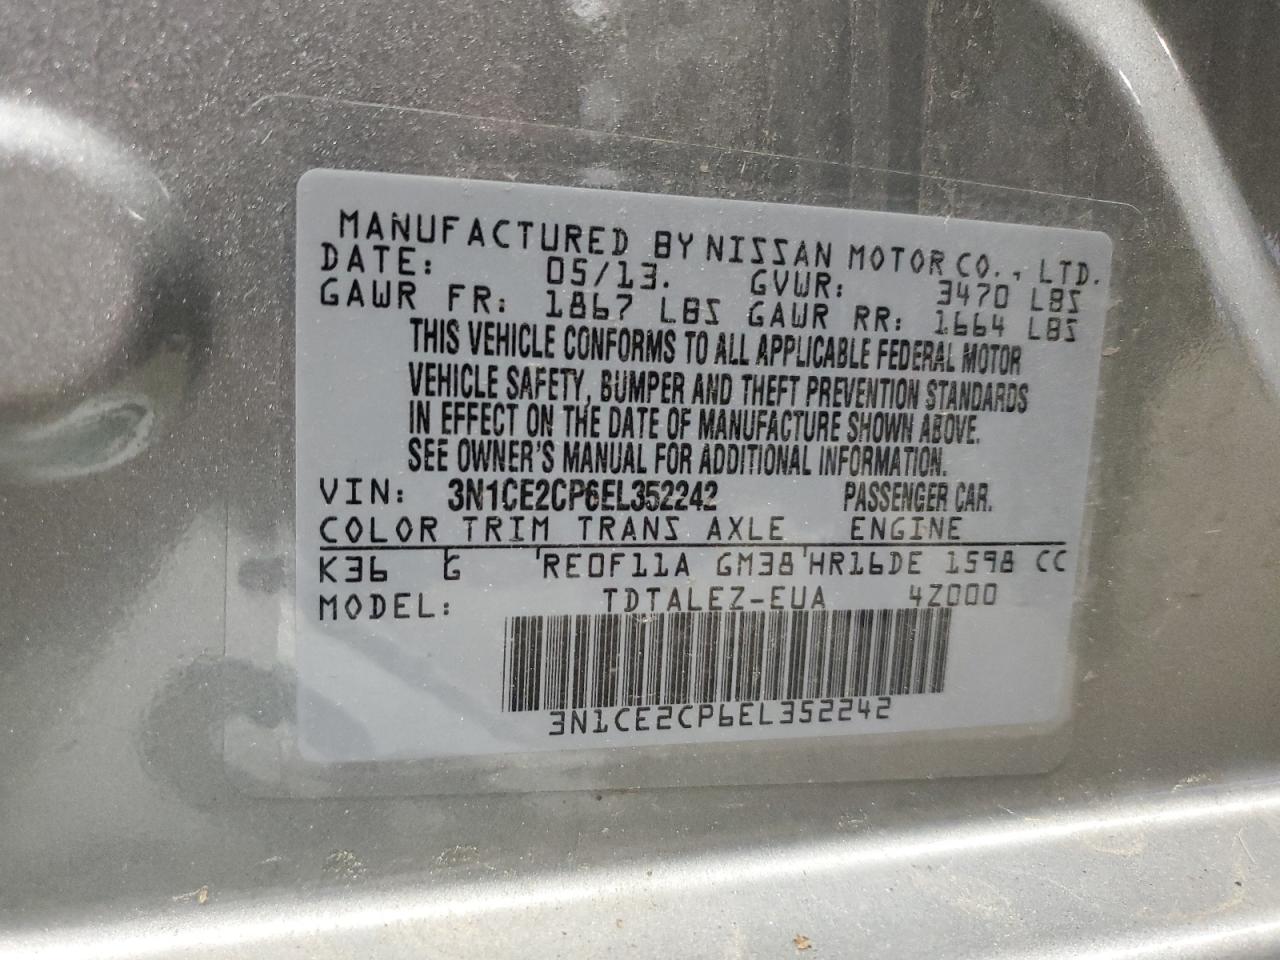 MANUFACTURED BY NISSAN MOTOR CO., LTD.
DATE: 05/13. GVWR: 3470 LBS
GAWR FR: 1867 LBS GAWR RR: 1664 LBS
THIS VEHICLE CONFORMS TO ALL APPLICABLE FEDERAL MOTOR
VEHICLE SAFETY, BUMPER AND THEFT PREVENTION STANDARDS
IN EFFECT ON THE DATE OF MANUFACTURE SHOWN ABOVE.
SEE OWNER'S MANUAL FOR ADDITIONAL INFORMATION.
VIN: 3N1CE2CP6EL352242 PASSENGER CAR.
COLOR TRIM TRANS AXLE ENGINE
K36 G RE0F11A GM38 HR16DE 1598 CC
MODEL: TDTALEZ-EUA 4Z000
3N1CE2CP6EL352242